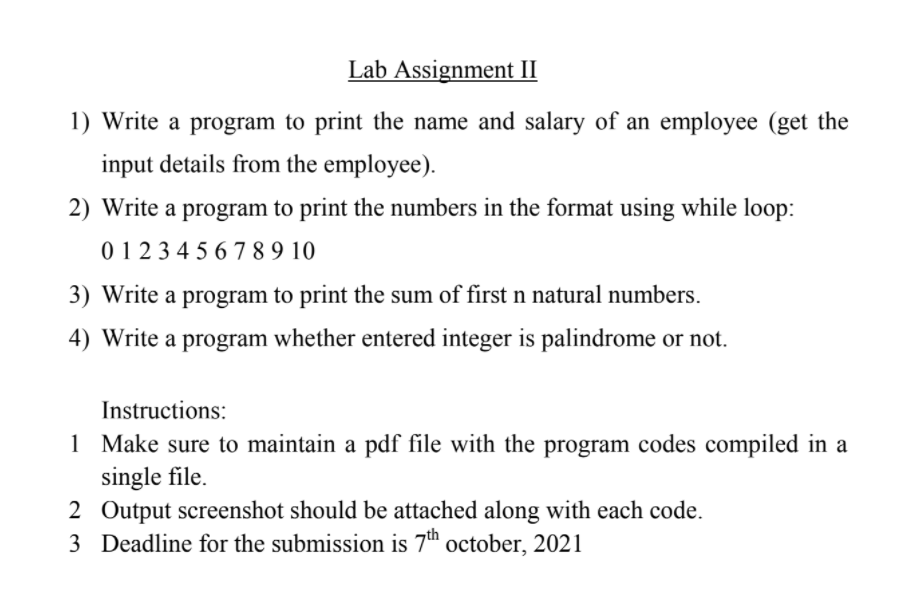 Lab Assignment II
1) Write a program to print the name and salary of an employee (get the
input details from the employee).
2) Write a program to print the numbers in the format using while loop:
0 1 2 3 4 5 6 7 8 9 10
3) Write a program to print the sum of first n natural numbers.
4) Write a program whether entered integer is palindrome or not.
Instructions:
1 Make sure to maintain a pdf file with the program codes compiled in a
single file.
2 Output screenshot should be attached along with each code.
3 Deadline for the submission is 7th october, 2021